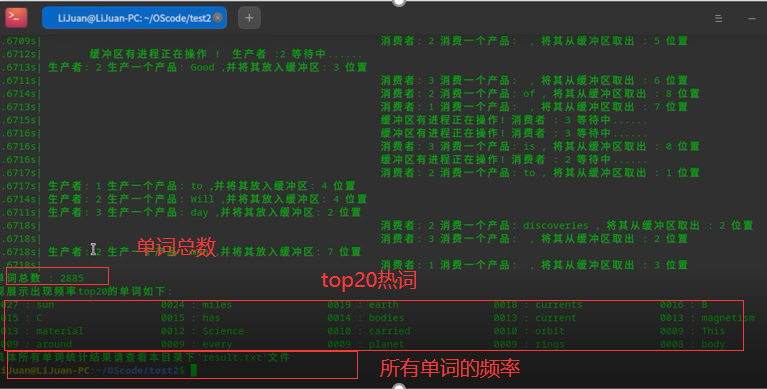 LiJuan@LiJuan-PC: ~/OScode/test2
.6709s| 消费者: 2 消费一个产品: , 将其从缓冲区取出 : 5 位置
.6712s| 缓冲区有进程正在操作 ! 生产者 :2 等待中......
.6713s| 生产者: 2 生产一个产品: Good ,并将其放入缓冲区: 3 位置
.6711s| 消费者: 3 消费一个产品: , 将其从缓冲区取出 : 6 位置
.6714s| 消费者: 2 消费一个产品: of , 将其从缓冲区取出 : 8 位置
.6713s| 消费者: 1 消费一个产品: , 将其从缓冲区取出 : 7 位置
.6715s| 缓冲区有进程正在操作! 消费者 : 3 等待中......
.6716s| 缓冲区有进程正在操作! 消费者 : 3 等待中......
.6716s| 消费者: 3 消费一个产品: is , 将其从缓冲区取出 : 0 位置
.6716s| 缓冲区有进程正在操作! 消费者 : 2 等待中......
.6717s| 消费者: 2 消费一个产品: to , 将其从缓冲区取出 : 1 位置
.6717s| 生产者: 1 生产一个产品: to ,并将其放入缓冲区: 4 位置
.6714s| 生产者: 2 生产一个产品: Will ,并将其放入缓冲区: 4 位置
.6711s| 生产者: 3 生产一个产品: day ,并将其放入缓冲区: 2 位置
.6718s| 消费者: 2 消费一个产品: discoveries , 将其从缓冲区取出 : 2 位置
.6718s| 消费者: 3 消费一个产品: , 将其从缓冲区取出 : 2 位置
单词总数
.6718s| 生产者: 2 生产一个产品: ,并将其放入缓冲区: 7 位置
.6718s| 消费者: 1 消费一个产品: , 将其从缓冲区取出 : 3 位置
单词总数 : 2885
top20热词
展示出现频率top20的单词如下:
027 : sun 0024 : miles 0019 : earth 0018 : currents 0016 : B
015 : C 0015 : has 0014 : bodies 0013 : current 0013 : magnetism
013 : material 0012 : Science 0010 : carried 0010 : orbit 0009 : This
009 : around 0009 : every 0009 : planet 0009 : rings 0008 : body
具体所有单词统计结果请查看本目录下'result.txt'文件
所有单词的频率
LiJuan@LiJuan-PC:~/OScode/test2$